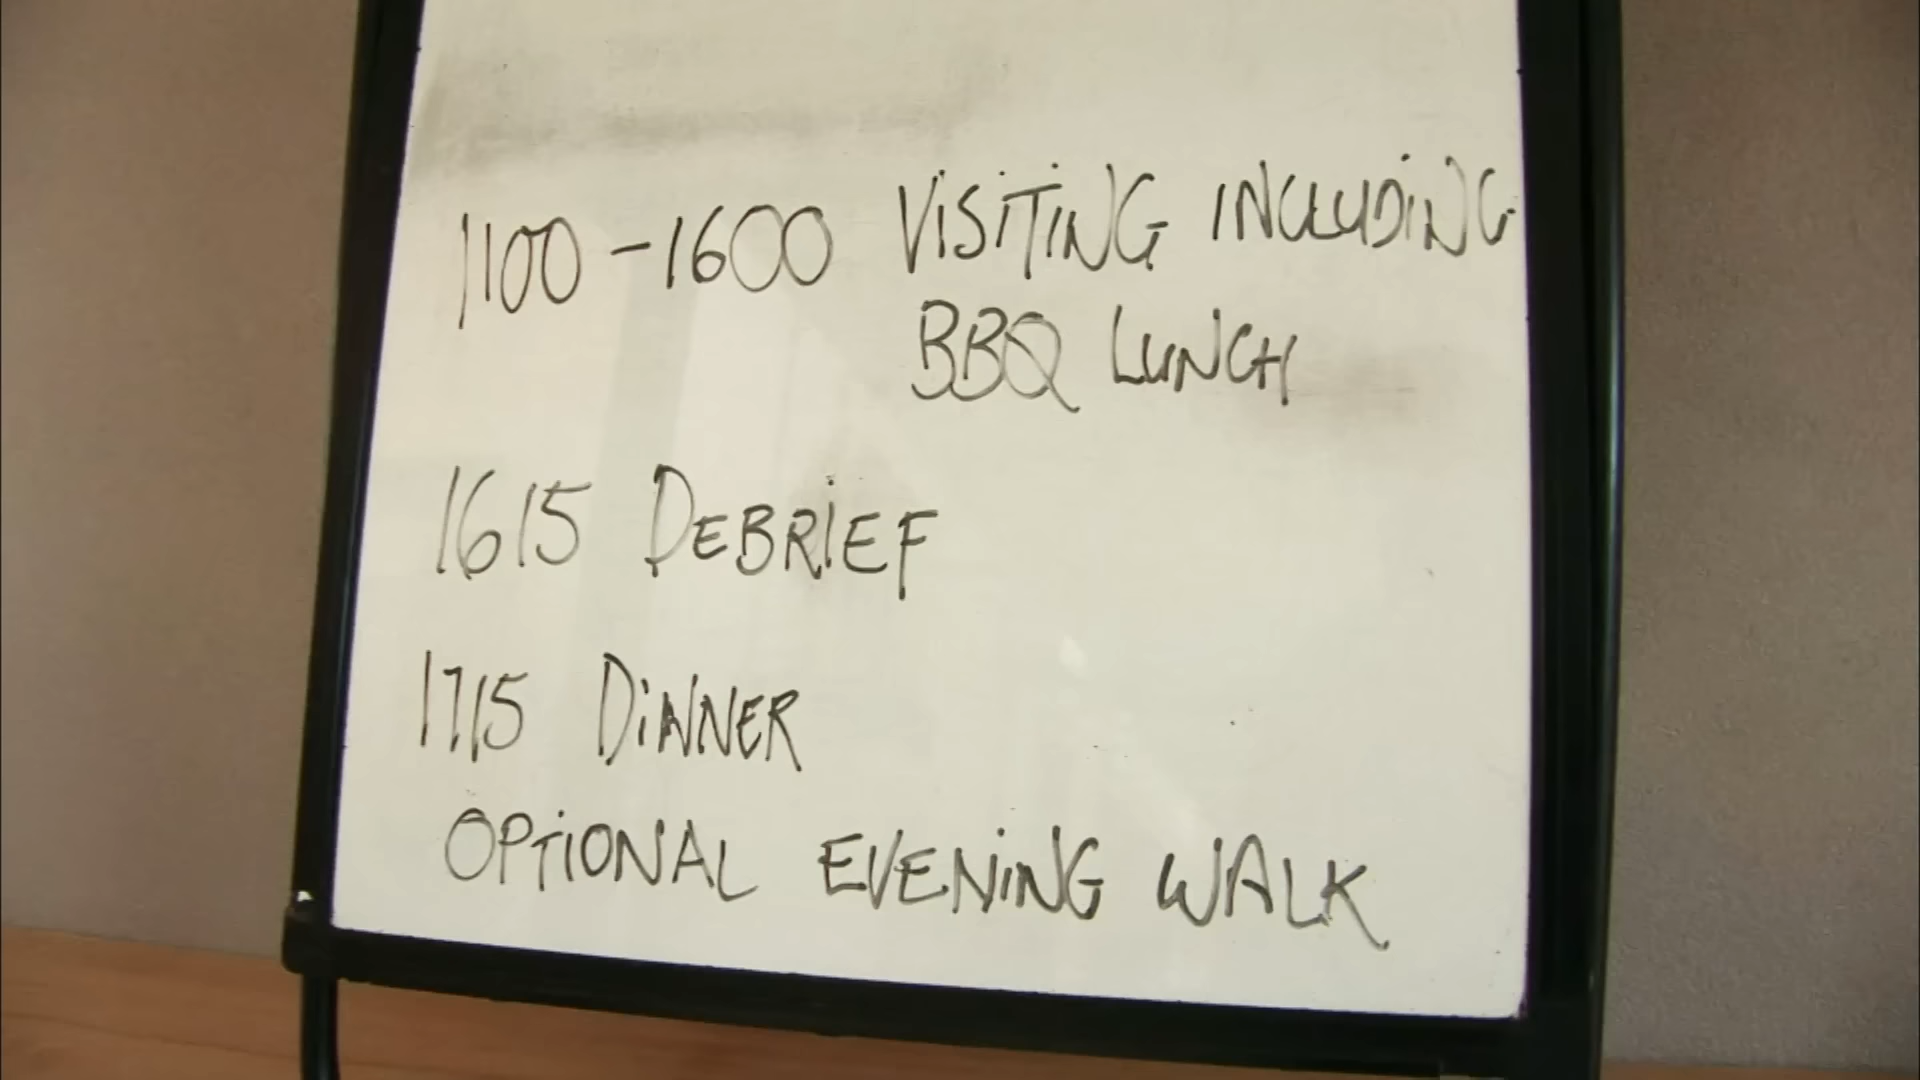 1100-1600 VISITING INCLUDING
BBQ LUNCH
1615 DEBRIEF
1715 DINNER
OPTIONAL EVENING WALK